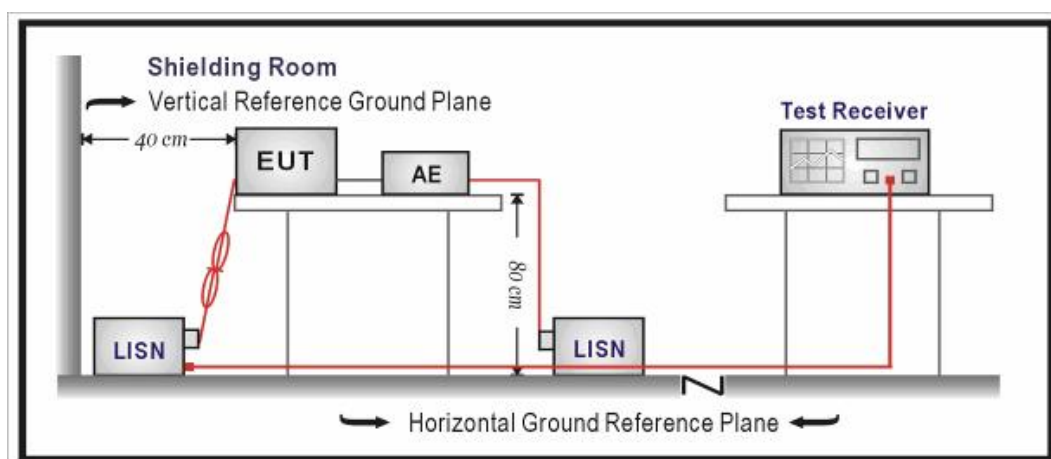 Shielding Room
Vertical Reference Ground Plane
40 cm
Test Receiver
EUT
AE
80 cm
LISN
LISN
Horizontal Ground Reference Plane